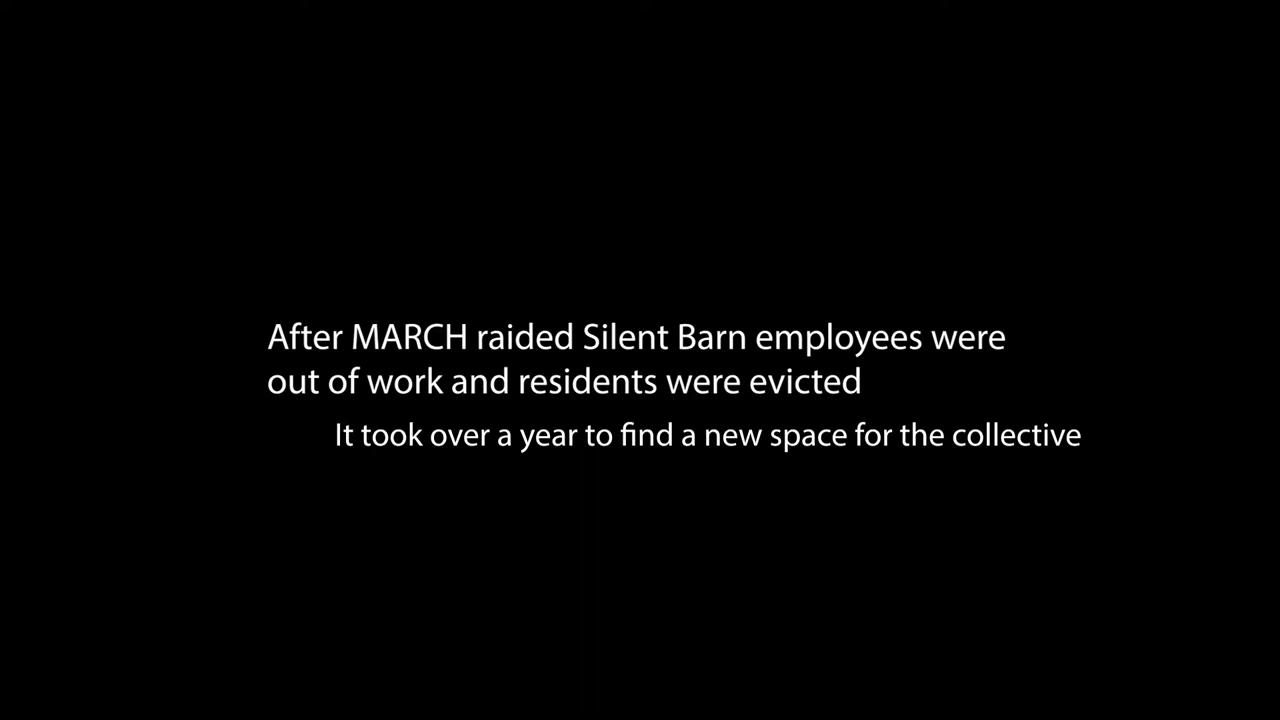 After MARCH raided Silent Barn employees were
out of work and residents were evicted
It took over a year to find a new space for the collective